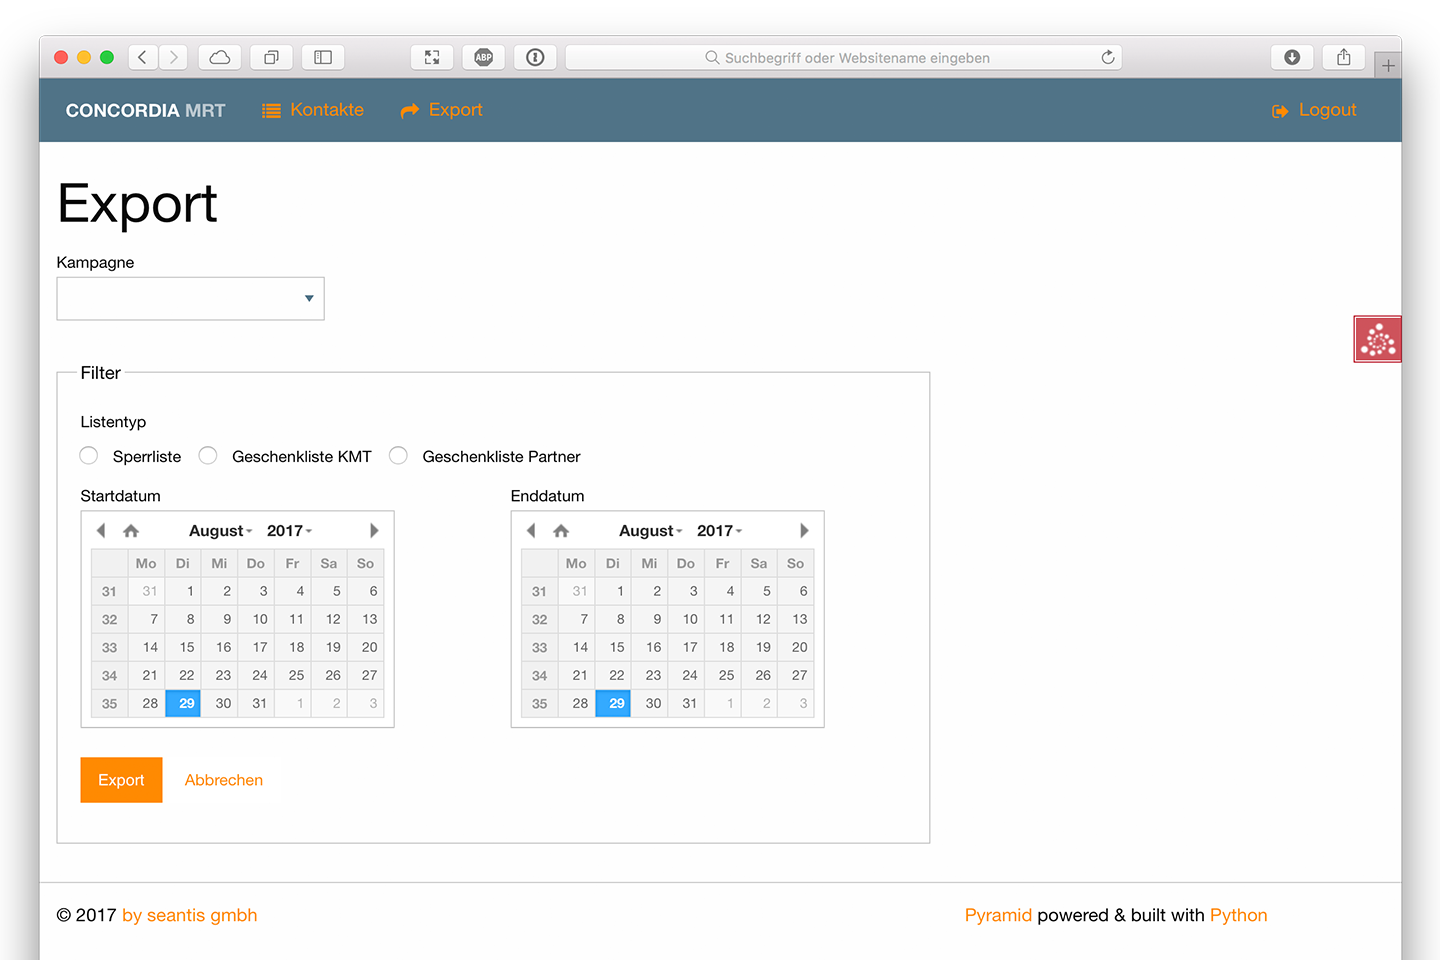 ABP
Suchbegriff oder Websitename eingeben
CONCORDIA MRT Kontakte Export Logout
Export
Kampagne
Filter
Listentyp
Sperrliste Geschenkliste KMT Geschenkliste Partner
Startdatum Enddatum
August 2017 August 2017
Mo Di Mi Do Fr Sa So Mo Di Mi Do Fr Sa So
31 31 1 2 3 4 5 6 31 31 1 2 3 4 5 6
32 7 8 9 10 11 12 13 32 7 8 9 10 11 12 13
33 14 15 16 17 18 19 20 33 14 15 16 17 18 19 20
34 21 22 23 24 25 26 27 34 21 22 23 24 25 26 27
35 28 29 30 31 1 2 3 35 28 29 30 31 1 2 3
Export Abbrechen
© 2017 by seantis gmbh Pyramid powered & built with Python